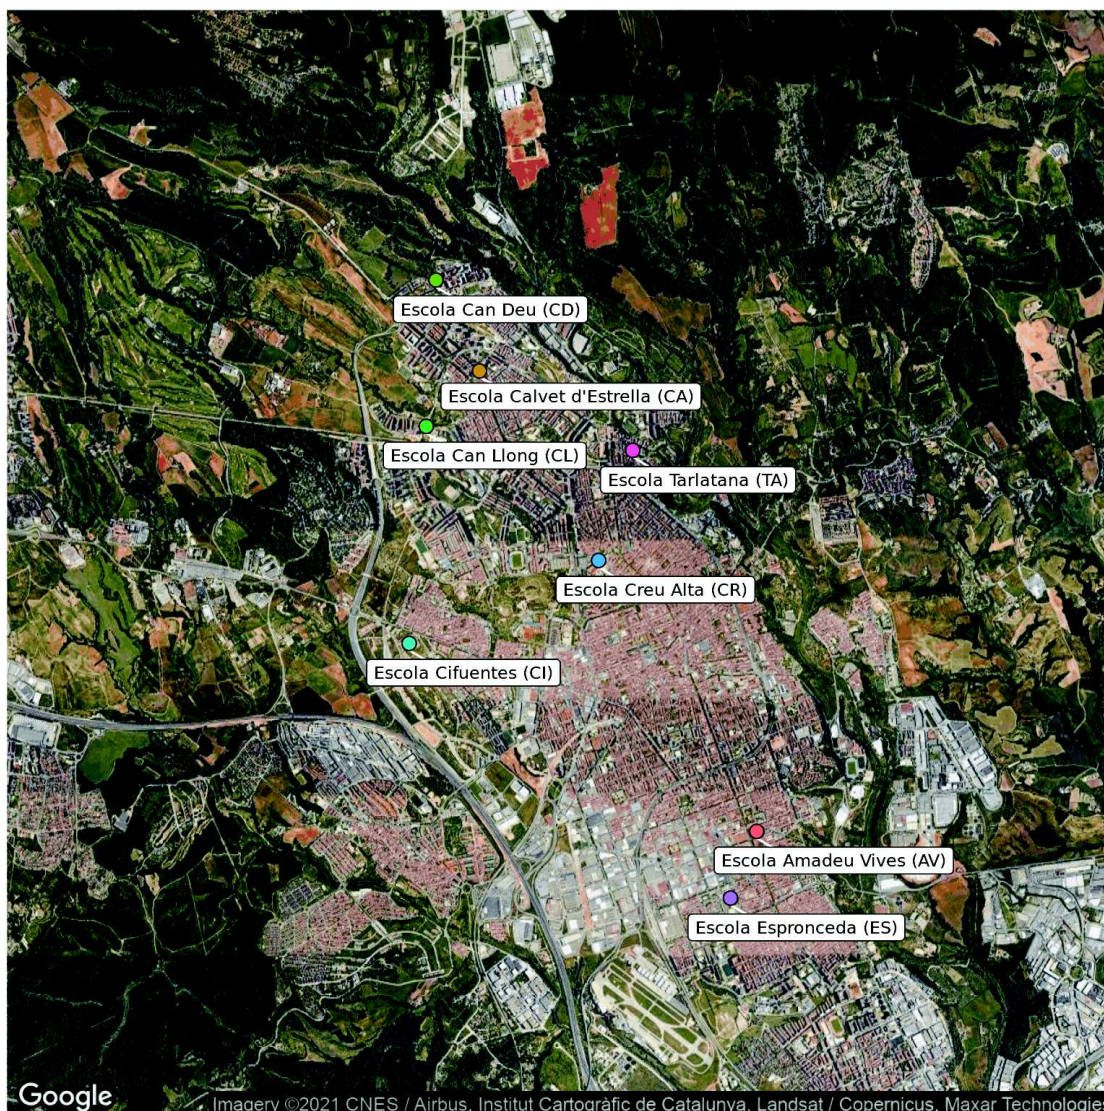 Escola Can Deu (CD)
Escola Calvet d'Estrella (CA)
Escola Can Llong (CL)
Escola Tarlatana (TA)
Escola Creu Alta (CR)
Escola Cifuentes (CI)
Escola Amadeu Vives (AV)
Escola Espronceda (ES)
Google
Imagery ©2021 CNES / Airbus, Institut Cartogràfic de Catalunya, Landsat / Copernicus, Maxar Technologies